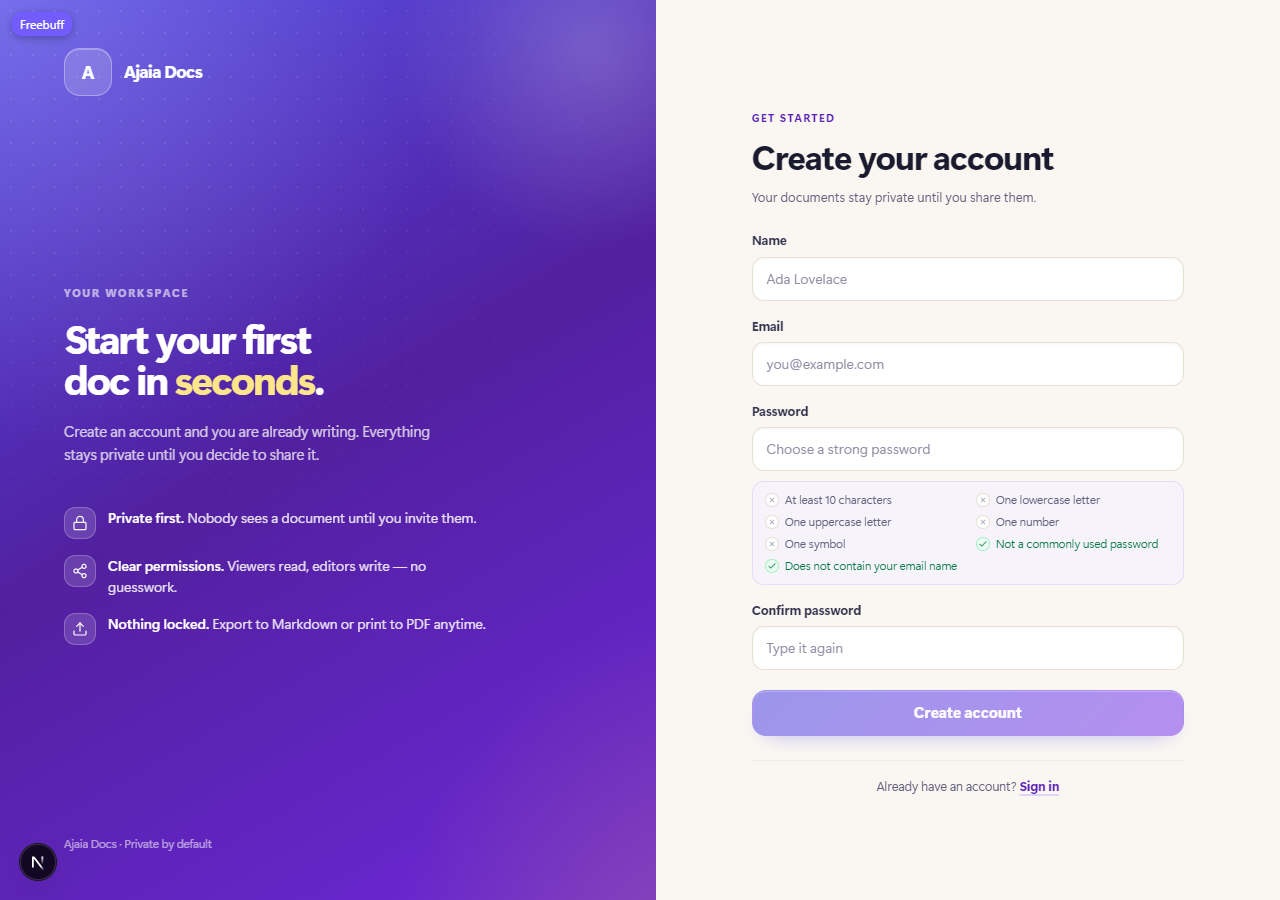 Freebuff
A
Ajaia Docs
YOUR WORKSPACE
Start your first
doc in seconds.
Create an account and you are already writing. Everything
stays private until you decide to share it.
Private first. Nobody sees a document until you invite them.
Clear permissions. Viewers read, editors write — no
guesswork.
Nothing locked. Export to Markdown or print to PDF anytime.
Ajaia Docs · Private by default
N
GET STARTED
Create your account
Your documents stay private until you share them.
Name
Ada Lovelace
Email
you@example.com
Password
Choose a strong password
At least 10 characters
One lowercase letter
One uppercase letter
One number
One symbol
Not a commonly used password
Does not contain your email name
Confirm password
Type it again
Create account
Already have an account? Sign in